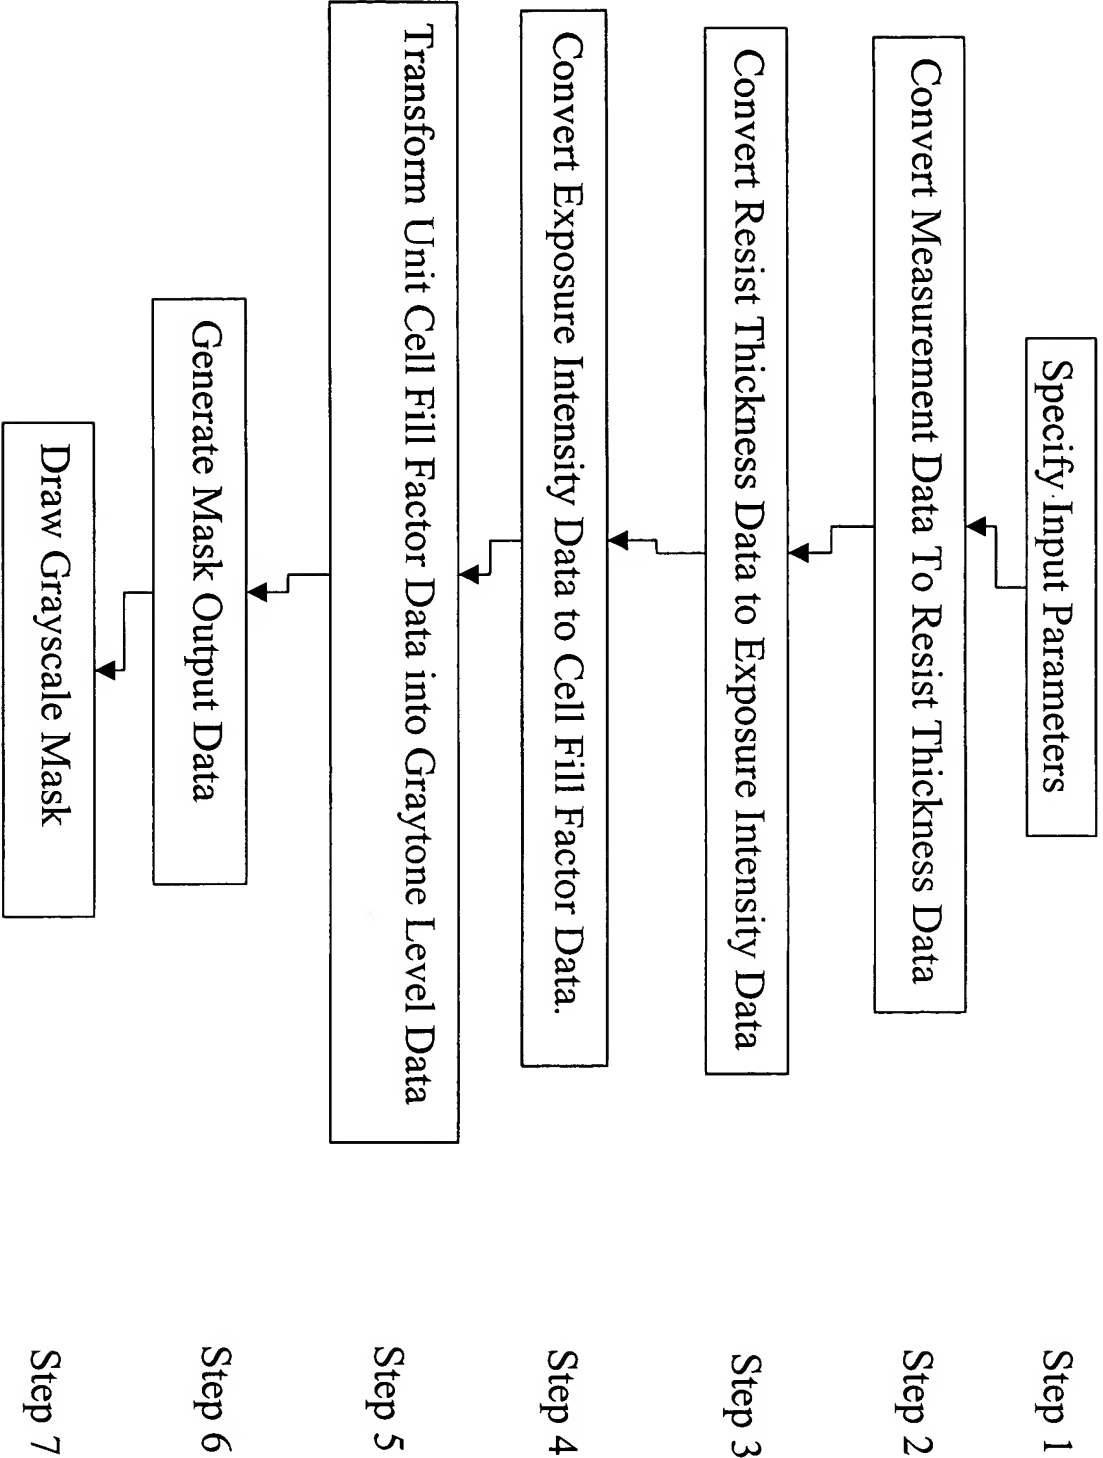 Specify Input Parameters
Step 1
Convert Measurement Data To Resist Thickness Data
Step 2
Convert Resist Thickness Data to Exposure Intensity Data
Step 3
Convert Exposure Intensity Data to Cell Fill Factor Data.
Step 4
Transform Unit Cell Fill Factor Data into Graytone Level Data
Step 5
Generate Mask Output Data
Step 6
Draw Grayscale Mask
Step 7